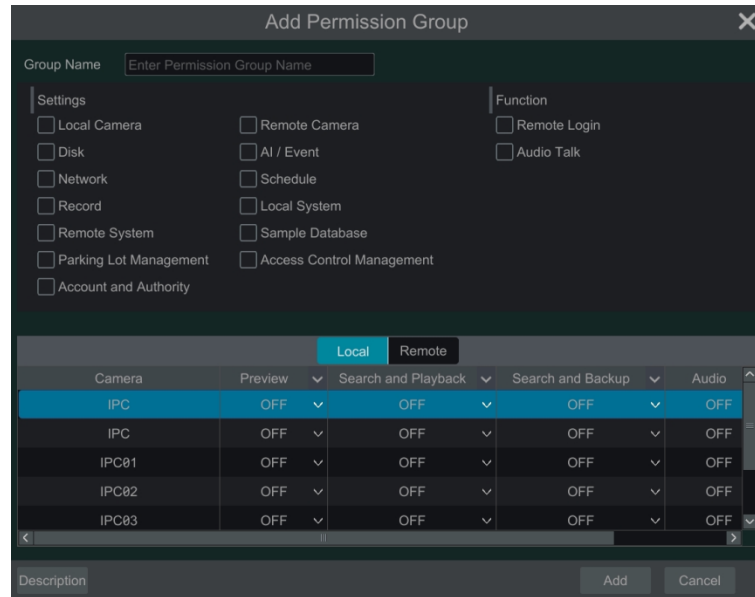 Add Permission Group
Group Name Enter Permission Group Name
Settings Function
Local Camera Remote Camera Remote Login
Disk AI / Event Audio Talk
Network Schedule
Record Local System
Remote System Sample Database
Parking Lot Management Access Control Management
Account and Authority
Local Remote
Camera Preview Search and Playback Search and Backup Audio
IPC OFF OFF OFF OFF
IPC OFF OFF OFF OFF
IPC01 OFF OFF OFF OFF
IPC02 OFF OFF OFF OFF
IPC03 OFF OFF OFF OFF
Description Add Cancel